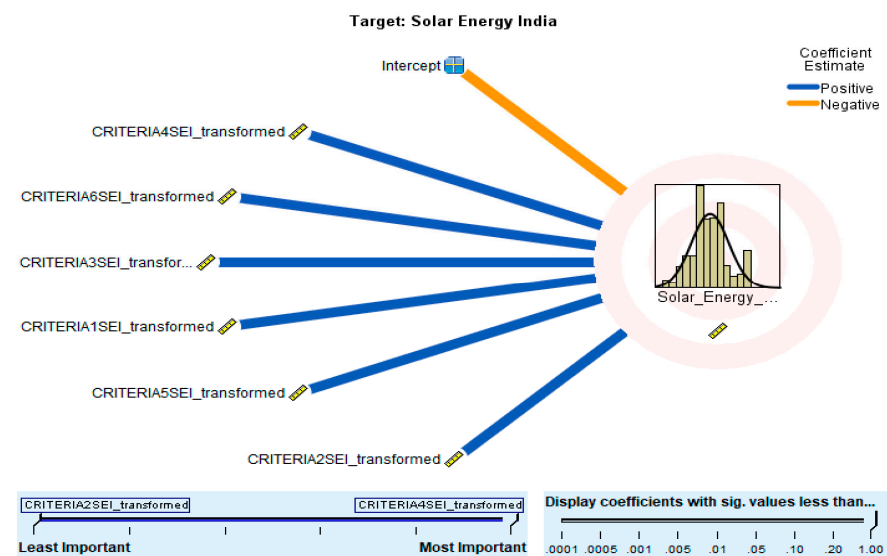 Target: Solar Energy India
Coefficient
Estimate
Positive
Negative
Intercept
CRITERIA4SEI_transformed
CRITERIA6SEI_transformed
CRITERIA3SEI_transfor...
CRITERIA1SEI_transformed
CRITERIA5SEI_transformed
CRITERIA2SEI_transformed
Solar_Energy_...
CRITERIA2SEI_transformed CRITERIA4SEI_transformed
Least Important Most Important
Display coefficients with sig. values less than...
.0001 .0005 .001 .005 .01 .05 .10 .20 1.00